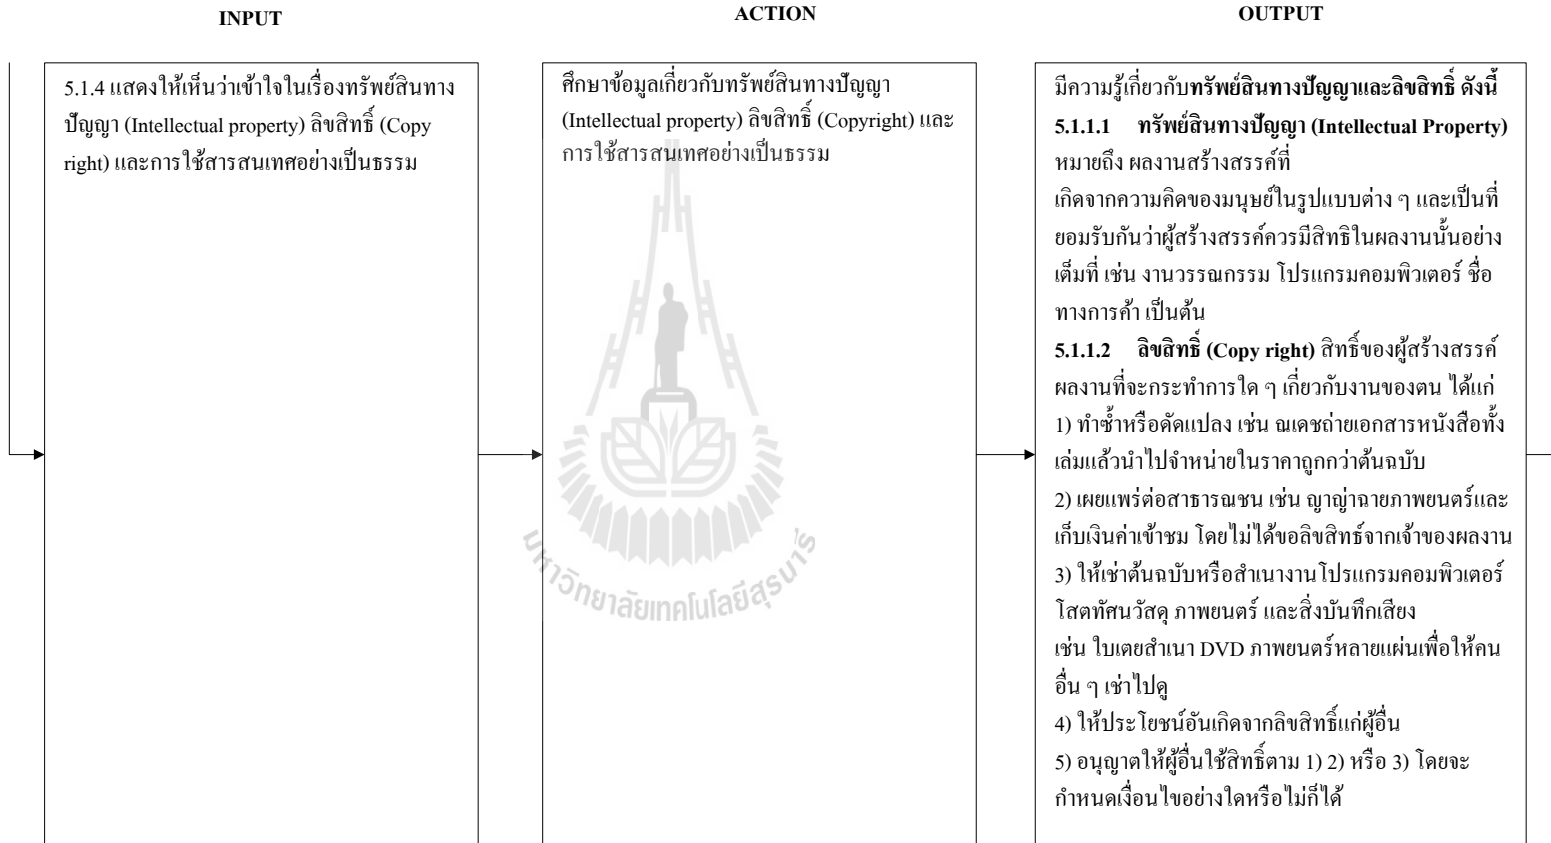 INPUT
ACTION
OUTPUT
5.1.4 แสดงให้เห็นว่าเข้าใจในเรื่องทรัพย์สินทาง
ปัญญา (Intellectual property) ลิขสิทธิ์ (Copy
right) และการใช้สารสนเทศอย่างเป็นธรรม
ศึกษาข้อมูลเกี่ยวกับทรัพย์สินทางปัญญา
(Intellectual property) ลิขสิทธิ์ (Copyright) และ
การใช้สารสนเทศอย่างเป็นธรรม
มีความรู้เกี่ยวกับทรัพย์สินทางปัญญาและลิขสิทธิ์ ดังนี้
5.1.1.1 ทรัพย์สินทางปัญญา (Intellectual Property)
หมายถึง ผลงานสร้างสรรค์ที่
เกิดจากความคิดของมนุษย์ในรูปแบบต่าง ๆ และเป็นที่
ยอมรับกันว่าผู้สร้างสรรค์ควรมีสิทธิในผลงานนั้นอย่าง
เต็มที่ เช่น งานวรรณกรรม โปรแกรมคอมพิวเตอร์ ชื่อ
ทางการค้า เป็นต้น
5.1.1.2 ลิขสิทธิ์ (Copy right) สิทธิ์ของผู้สร้างสรรค์
ผลงานที่จะกระทำการใด ๆ เกี่ยวกับงานของตน ได้แก่
1) ทำซ้ำหรือดัดแปลง เช่น ณเดชถ่ายเอกสารหนังสือทั้ง
เล่มแล้วนำไปจำหน่ายในราคาถูกกว่าต้นฉบับ
2) เผยแพร่ต่อสาธารณชน เช่น ญาญ่าฉายภาพยนตร์และ
เก็บเงินค่าเข้าชม โดยไม่ได้ขอลิขสิทธ์จากเจ้าของผลงาน
3) ให้เช่าต้นฉบับหรือสำเนางานโปรแกรมคอมพิวเตอร์
โสตทัศนวัสดุ ภาพยนตร์ และสิ่งบันทึกเสียง
เช่น ใบเตยสำเนา DVD ภาพยนตร์หลายแผ่นเพื่อให้คน
อื่น ๆ เช่าไปดู
4) ให้ประโยชน์อันเกิดจากลิขสิทธิ์แก่ผู้อื่น
5) อนุญาตให้ผู้อื่นใช้สิทธิ์ตาม 1) 2) หรือ 3) โดยจะ
กำหนดเงื่อนไขอย่างใดหรือไม่ก็ได้
มหาวิทยาลัยเทคโนโลยีสุรนารี